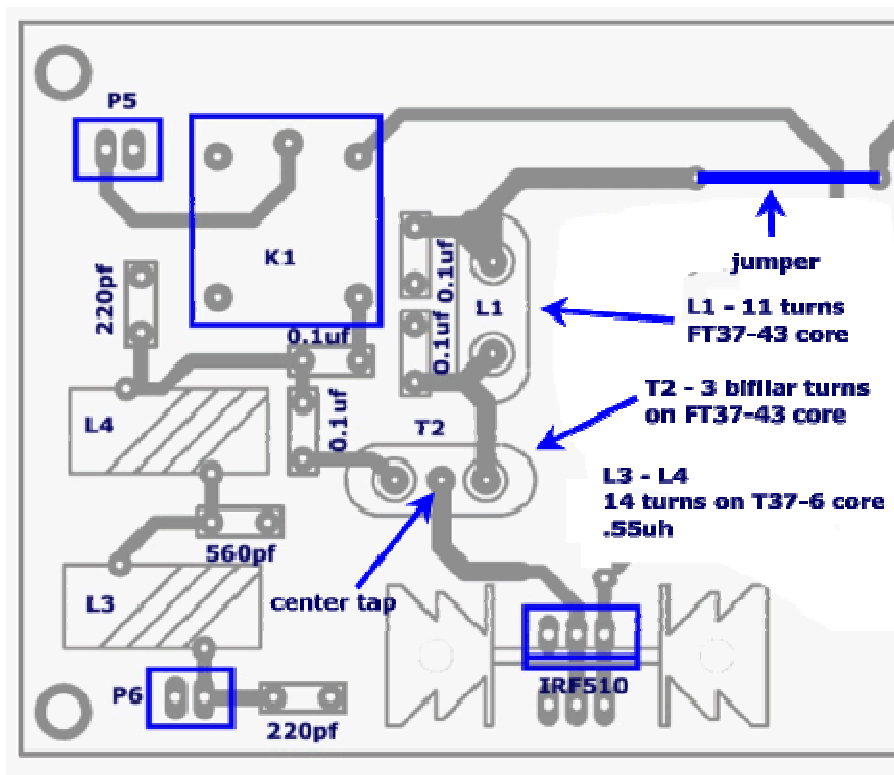 P5
K1
220pf
0.1uf
0.1uf
L1
0.1uf
0.1uf
jumper
L1 - 11 turns
FT37-43 core
T2 - 3 bifilar turns
on FT37-43 core
L4
T2
L3 - L4
14 turns on T37-6 core
.55uh
560pf
L3
center tap
IRF510
P6
220pf